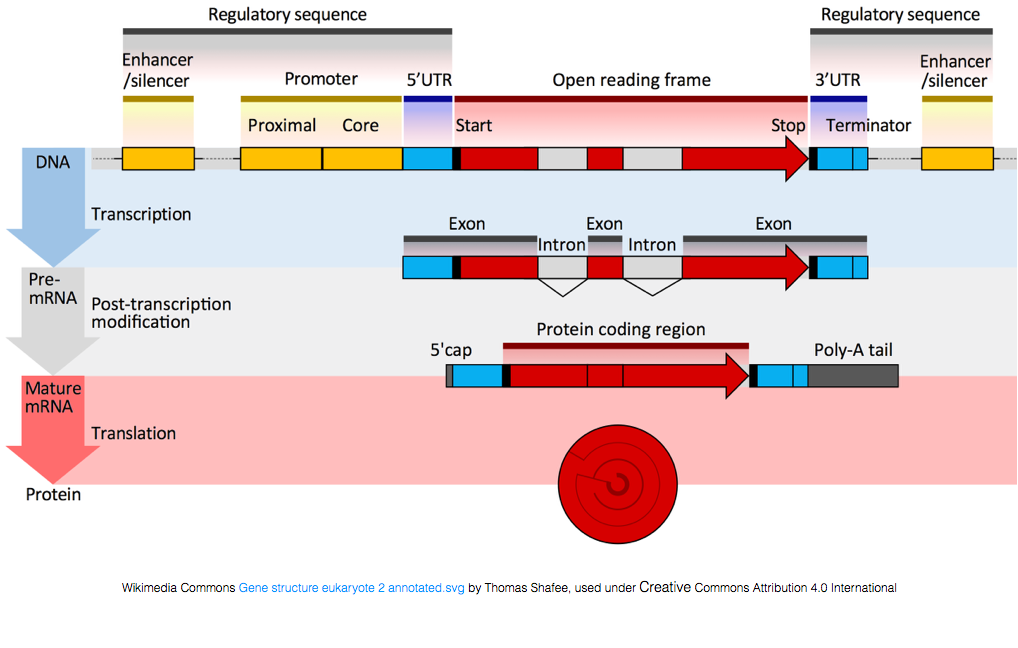 Regulatory sequence
Regulatory sequence
Enhancer
/silencer
Promoter
5’UTR
Open reading frame
3’UTR
Enhancer
/silencer
Proximal
Core
Start
Stop
Terminator
DNA
Transcription
Exon
Exon
Exon
Intron
Intron
Pre-
mRNA
Post-transcription
modification
Protein coding region
5'cap
Poly-A tail
Mature
mRNA
Translation
Protein
Wikimedia Commons Gene structure eukaryote 2 annotated.svg by Thomas Shafee, used under Creative Commons Attribution 4.0 International